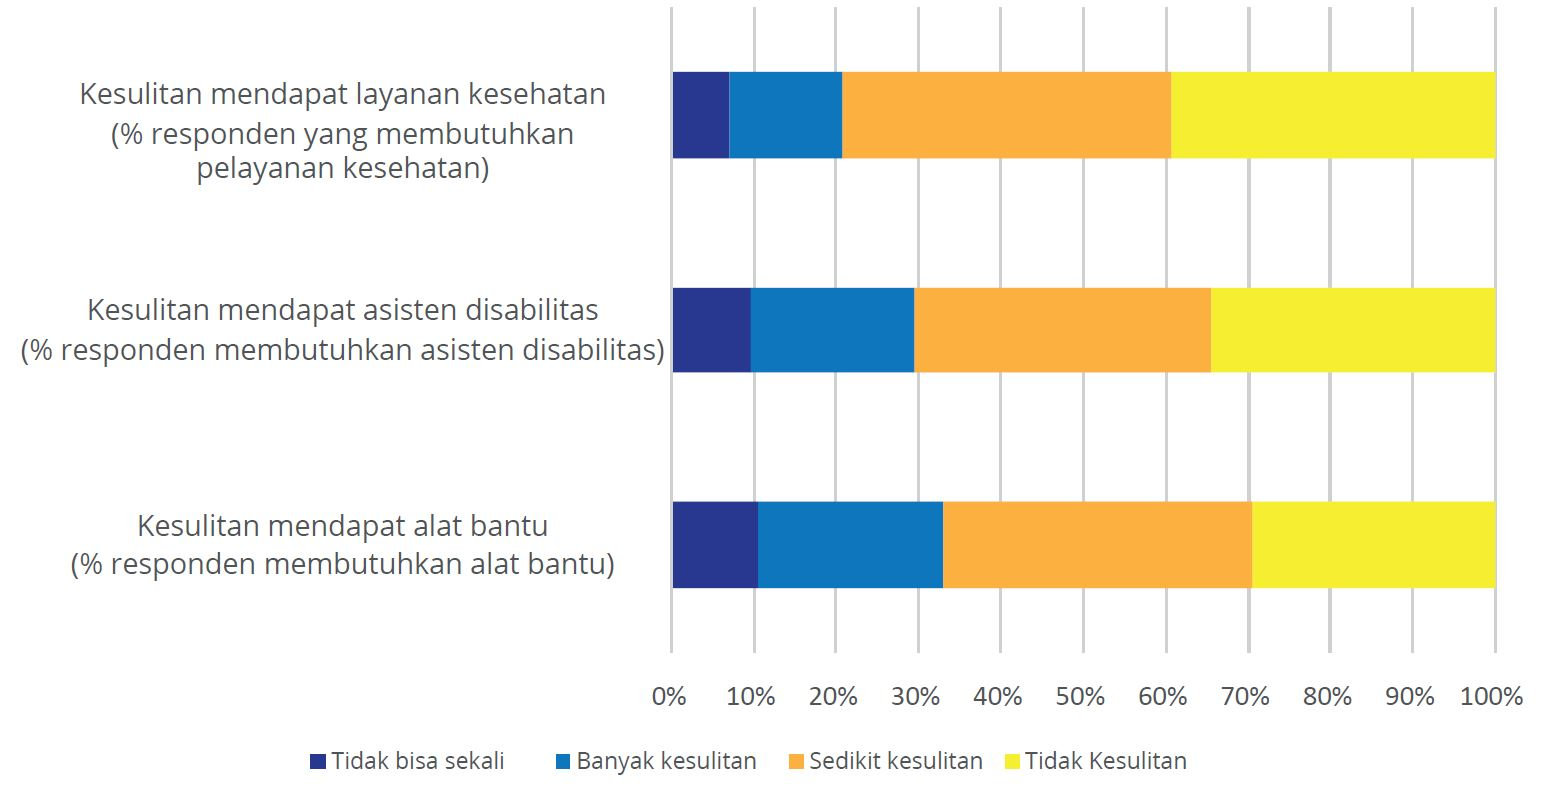 Kesulitan mendapat layanan kesehatan
(% responden yang membutuhkan
pelayanan kesehatan)
Kesulitan mendapat asisten disabilitas
(% responden membutuhkan asisten disabilitas)
Kesulitan mendapat alat bantu
(% responden membutuhkan alat bantu)
0% 10% 20% 30% 40% 50% 60% 70% 80% 90% 100%
Tidak bisa sekali Banyak kesulitan Sedikit kesulitan Tidak Kesulitan